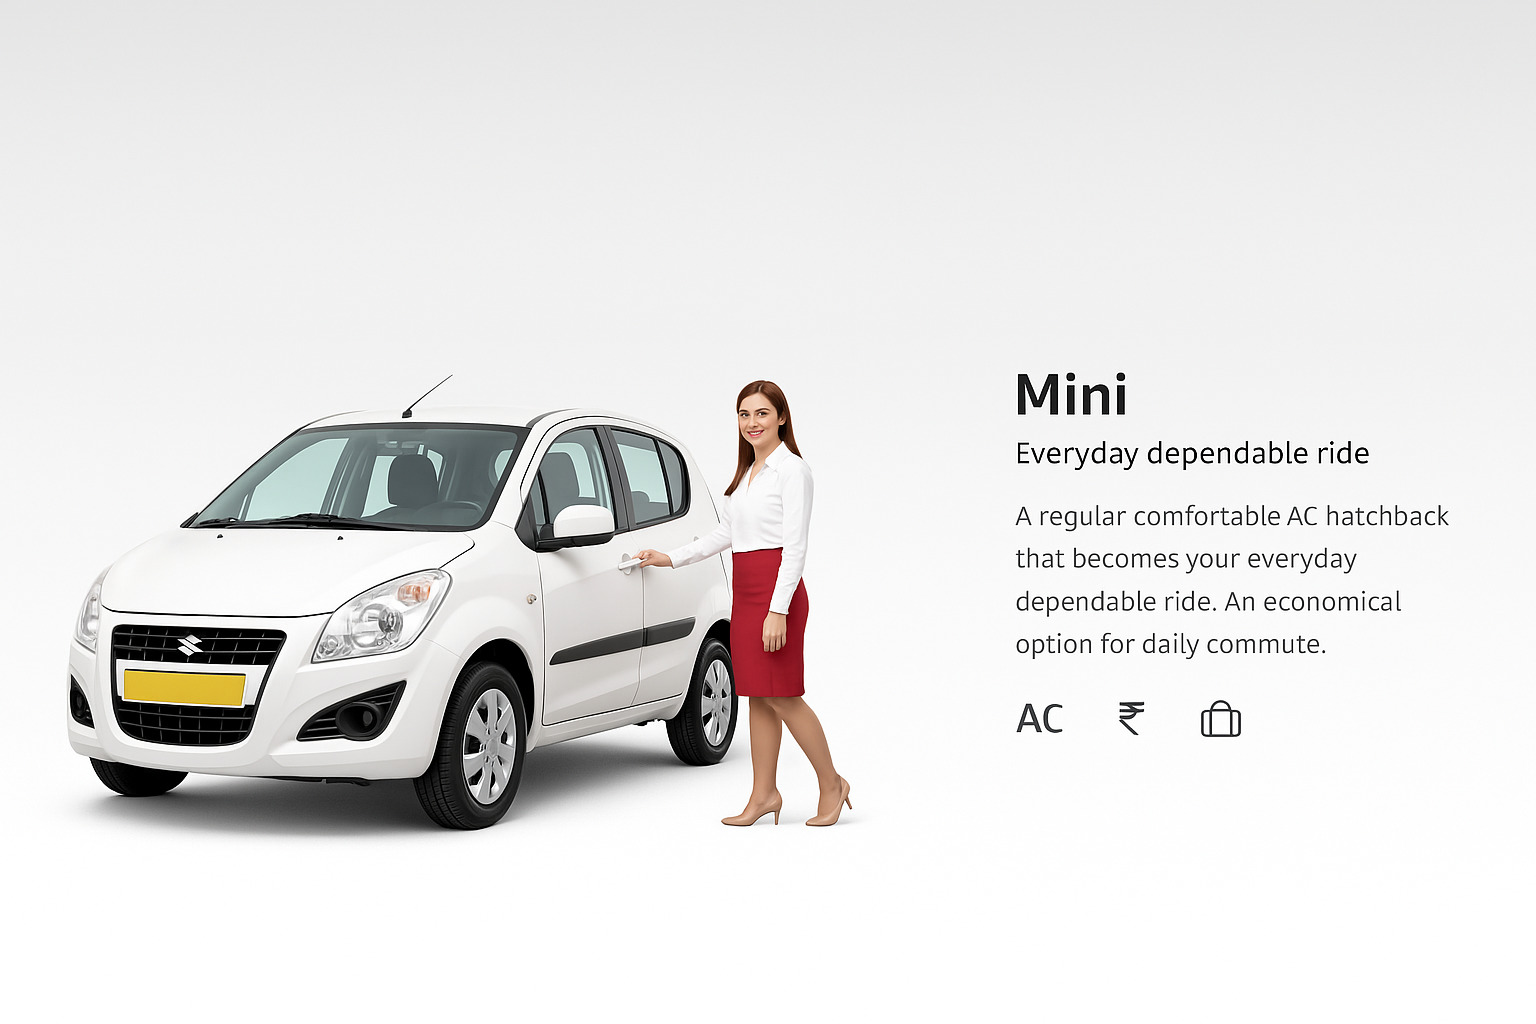 Mini
Everyday dependable ride
A regular comfortable AC hatchback
that becomes your everyday
dependable ride. An economical
option for daily commute.
AC ₹